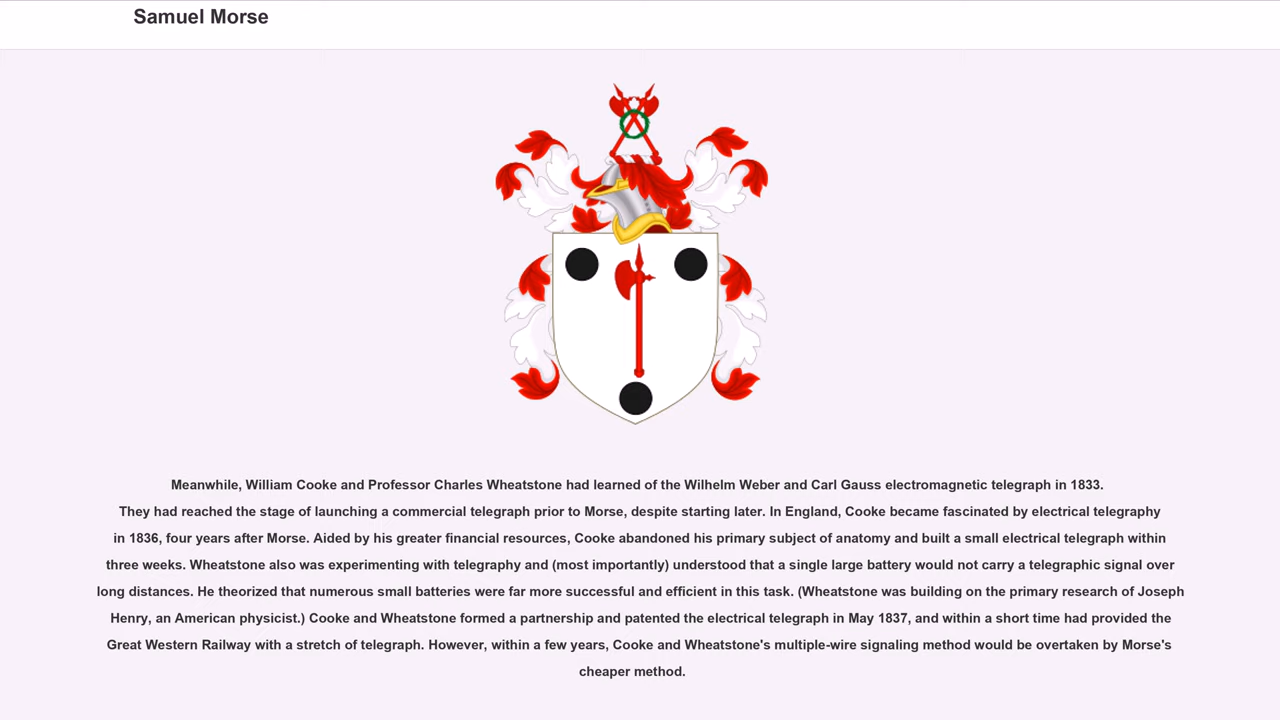 Samuel Morse
Meanwhile, William Cooke and Professor Charles Wheatstone had learned of the Wilhelm Weber and Carl Gauss electromagnetic telegraph in 1833.
They had reached the stage of launching a commercial telegraph prior to Morse, despite starting later. In England, Cooke became fascinated by electrical telegraphy
in 1836, four years after Morse. Aided by his greater financial resources, Cooke abandoned his primary subject of anatomy and built a small electrical telegraph within
three weeks. Wheatstone also was experimenting with telegraphy and (most importantly) understood that a single large battery would not carry a telegraphic signal over
long distances. He theorized that numerous small batteries were far more successful and efficient in this task. (Wheatstone was building on the primary research of Joseph
Henry, an American physicist.) Cooke and Wheatstone formed a partnership and patented the electrical telegraph in May 1837, and within a short time had provided the
Great Western Railway with a stretch of telegraph. However, within a few years, Cooke and Wheatstone's multiple-wire signaling method would be overtaken by Morse's
cheaper method.